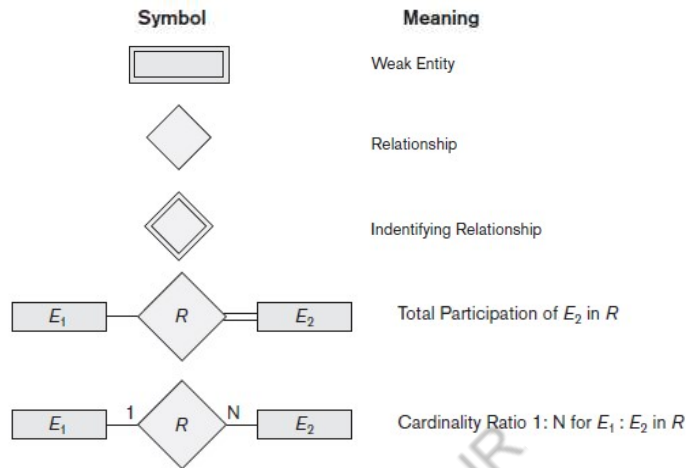 Symbol Meaning
Weak Entity
Relationship
Indentifying Relationship
E₁ R E₂ Total Participation of E₂ in R
E₁ 1 R N E₂ Cardinality Ratio 1: N for E₁ : E₂ in R